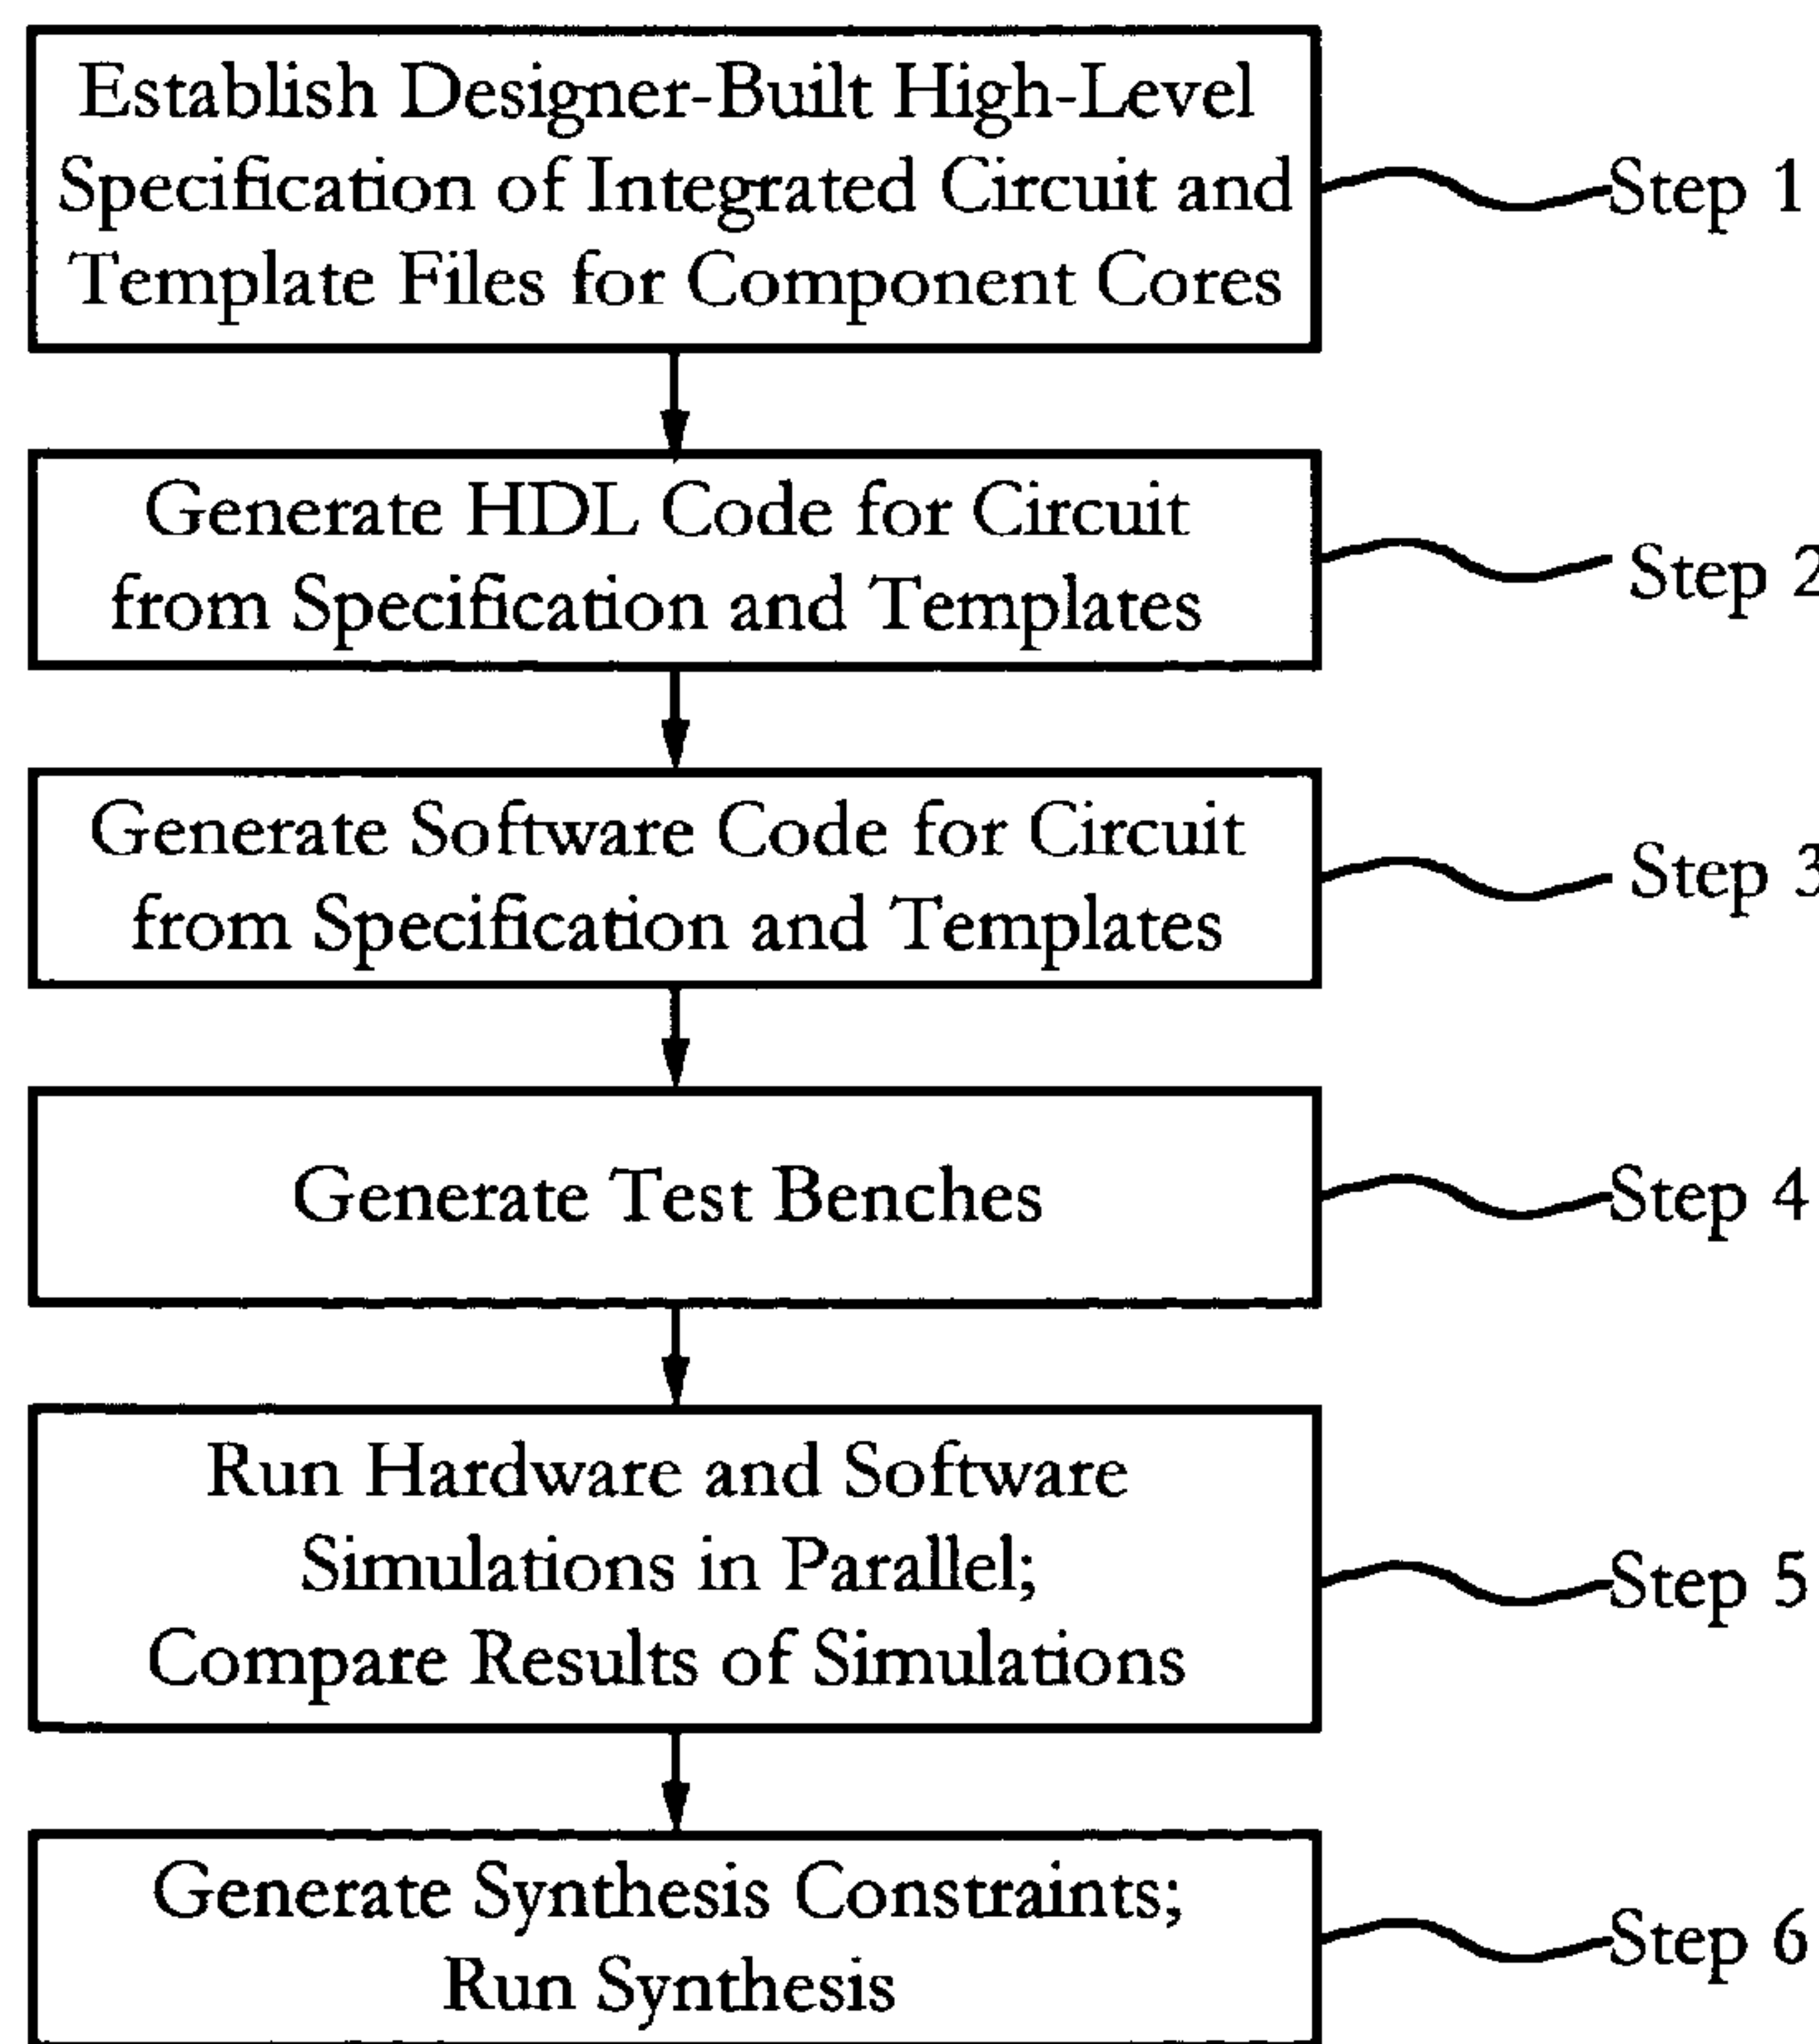 Establish Designer-Built High-Level
Specification of Integrated Circuit and
Template Files for Component Cores
Step 1
Generate HDL Code for Circuit
from Specification and Templates
Step 2
Generate Software Code for Circuit
from Specification and Templates
Step 3
Generate Test Benches
Step 4
Run Hardware and Software
Simulations in Parallel;
Compare Results of Simulations
Step 5
Generate Synthesis Constraints;
Run Synthesis
Step 6